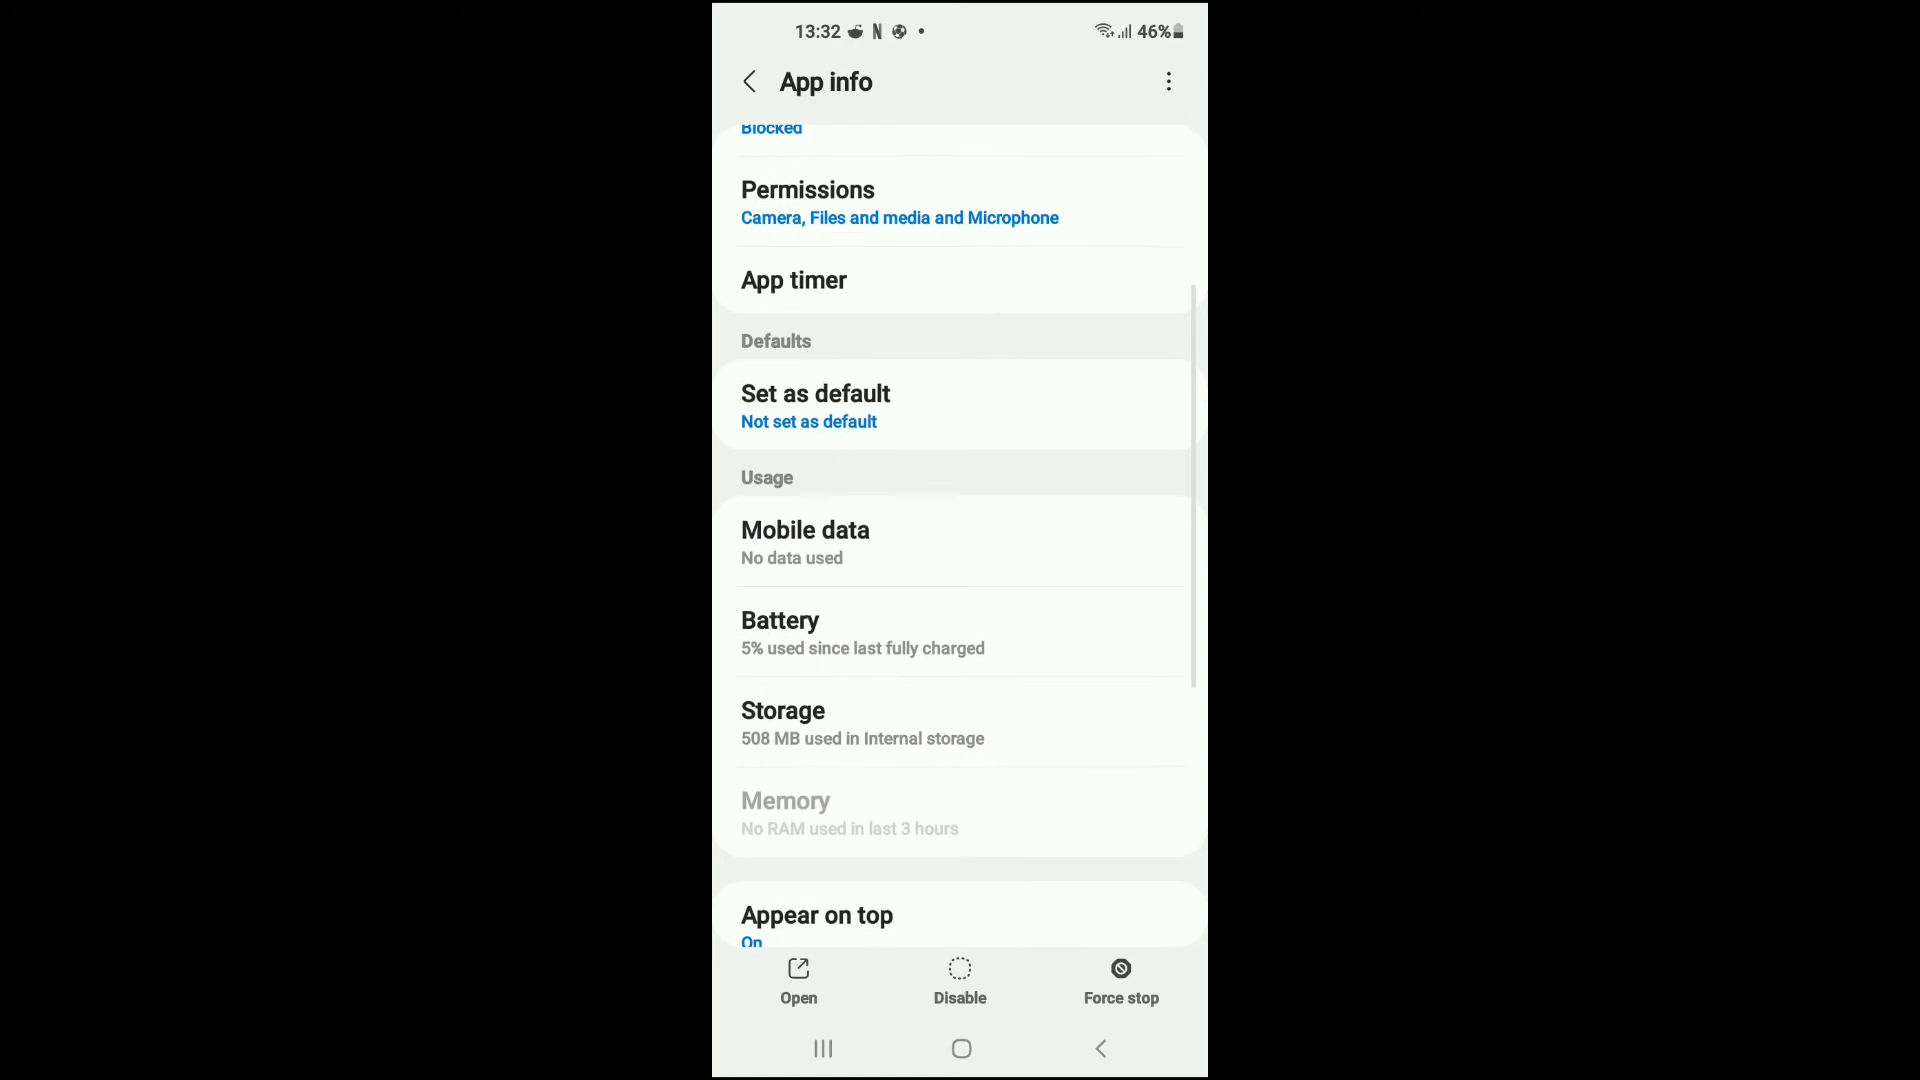 13:32 46%
App info
Blocked
Permissions
Camera, Files and media and Microphone
App timer
Defaults
Set as default
Not set as default
Usage
Mobile data
No data used
Battery
5% used since last fully charged
Storage
508 MB used in Internal storage
Memory
No RAM used in last 3 hours
Appear on top
On
Open Disable Force stop